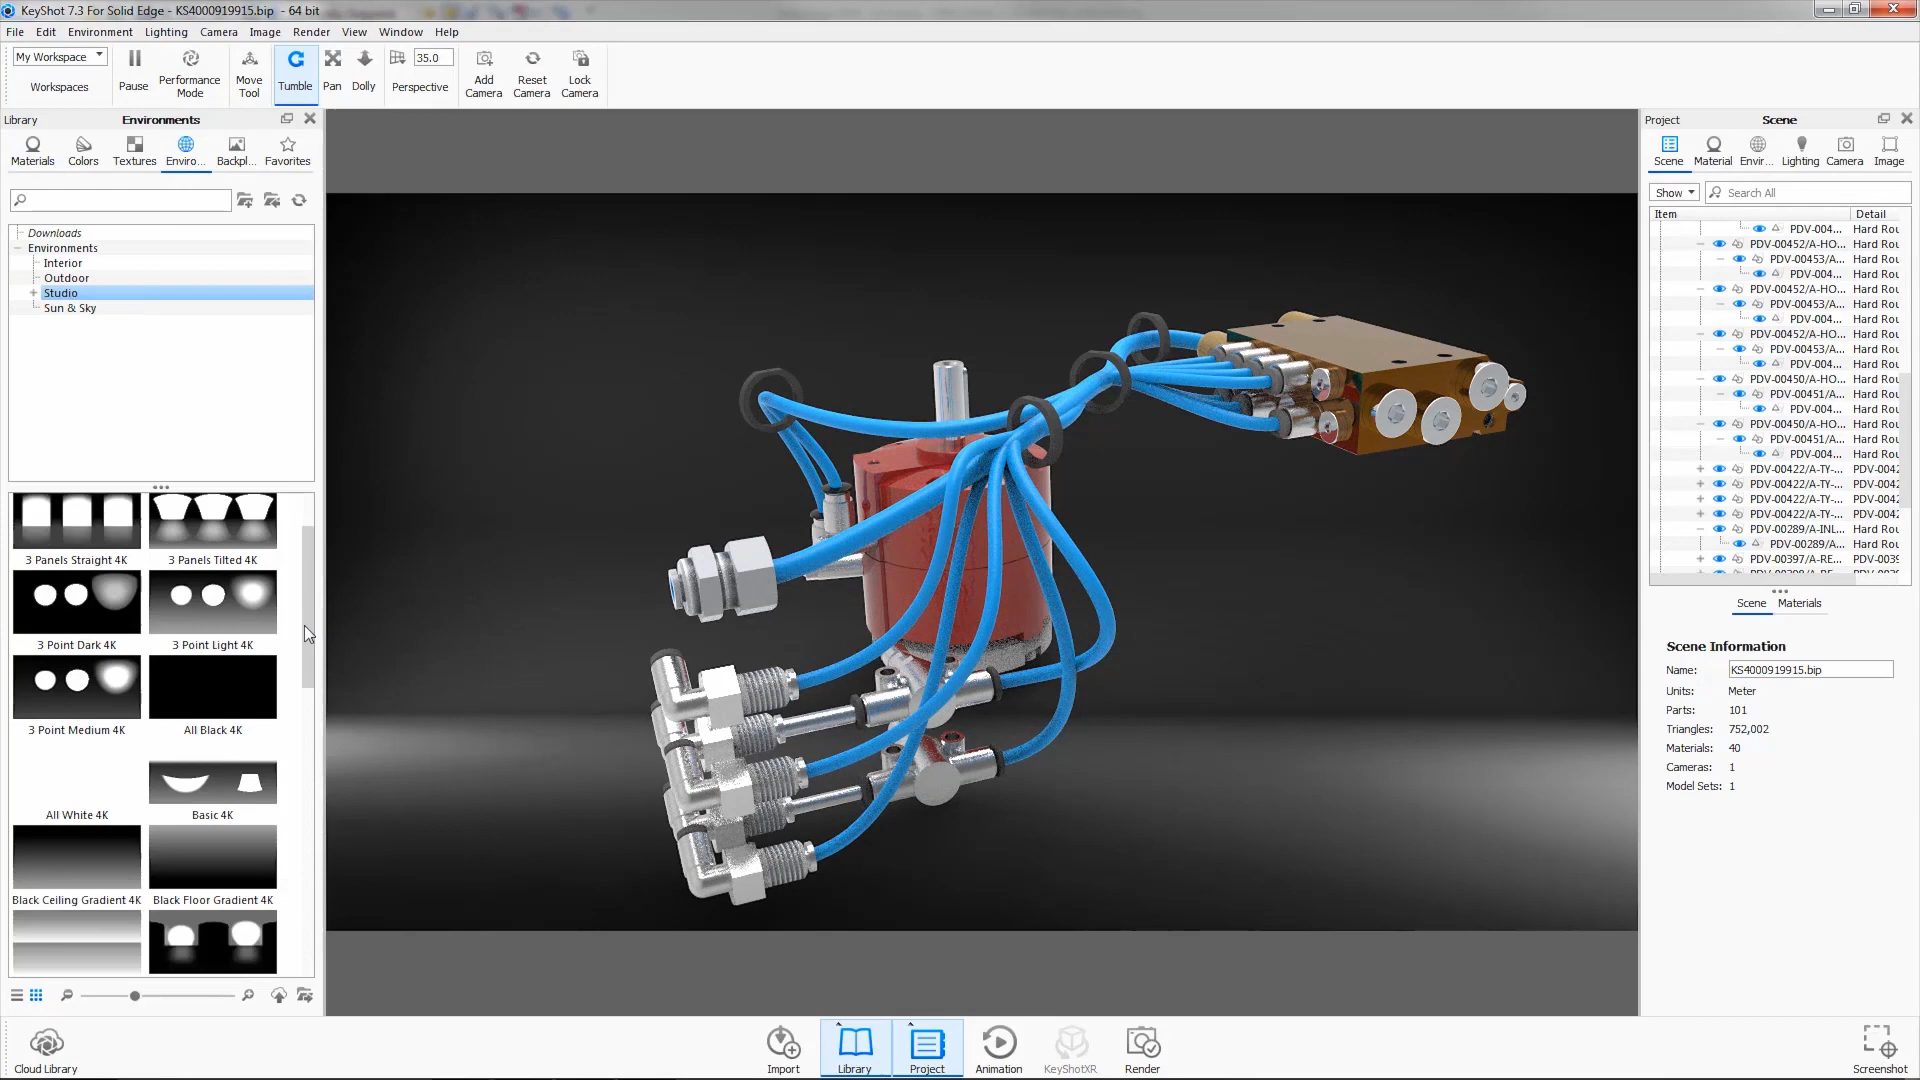 KeyShot 7.3 For Solid Edge - KS4000919915.bip - 64 bit
File Edit Environment Lighting Camera Image Render View Window Help
My Workspace
35.0
Workspaces
Pause
Performance Mode
Move Tool
Tumble
Pan
Dolly
Perspective
Add Camera
Reset Camera
Lock Camera
Library Environments
Materials Colors Textures Enviro... Backpl... Favorites
Downloads
Environments
Interior
Outdoor
Studio
Sun & Sky
3 Panels Straight 4K 3 Panels Tilted 4K
3 Point Dark 4K 3 Point Light 4K
3 Point Medium 4K All Black 4K
All White 4K Basic 4K
Black Ceiling Gradient 4K Black Floor Gradient 4K
Project Scene
Scene Material Envir... Lighting Camera Image
Show Search All
Item Detail
PDV-004... Hard Rou
PDV-00452/A-HO... Hard Rou
PDV-00453/A... Hard Rou
PDV-004... Hard Rou
PDV-00452/A-HO... Hard Rou
PDV-00453/A... Hard Rou
PDV-004... Hard Rou
PDV-00452/A-HO... Hard Rou
PDV-00453/A... Hard Rou
PDV-004... Hard Rou
PDV-00450/A-HO... Hard Rou
PDV-00451/A... Hard Rou
PDV-004... Hard Rou
PDV-00450/A-HO... Hard Rou
PDV-00451/A... Hard Rou
PDV-004... Hard Rou
PDV-00422/A-TY-... PDV-0042
PDV-00422/A-TY-... PDV-0042
PDV-00422/A-TY-... PDV-0042
PDV-00422/A-TY-... PDV-0042
PDV-00289/A-INL... Hard Rou
PDV-00289/A... Hard Rou
PDV-00397/A-RE... PDV-0039
Scene Materials
Scene Information
Name: KS4000919915.bip
Units: Meter
Parts: 101
Triangles: 752,002
Materials: 40
Cameras: 1
Model Sets: 1
Cloud Library
Import
Library
Project
Animation
KeyShotXR
Render
Screenshot